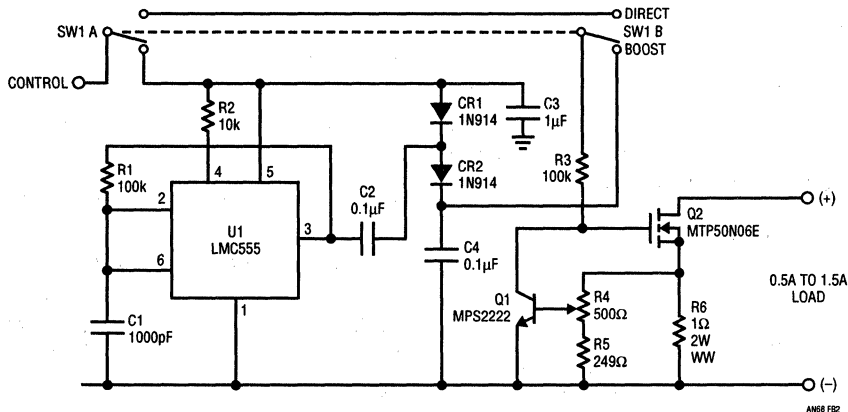 DIRECT
SW1 A
SW1 B
BOOST
CONTROL
R2
10k
CR1
1N914
C3
1µF
R1
100k
4
5
CR2
1N914
R3
100k
2
C2
0.1µF
U1
LMC555
3
Q2
MTP50N06E
(+)
6
C4
0.1µF
0.5A TO 1.5A
LOAD
Q1
MPS2222
R4
500Ω
R6
1Ω
2W
WW
1
C1
1000pF
R5
249Ω
(–)
AN68 FB2